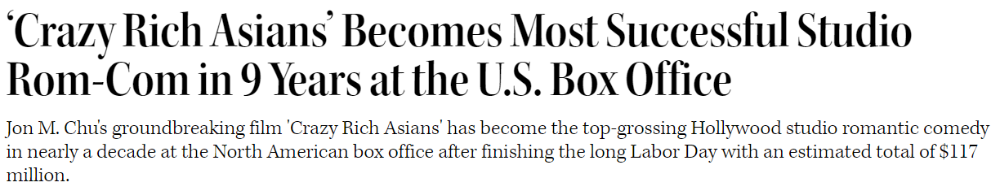 ‘Crazy Rich Asians’ Becomes Most Successful Studio
Rom-Com in 9 Years at the U.S. Box Office
Jon M. Chu's groundbreaking film 'Crazy Rich Asians' has become the top-grossing Hollywood studio romantic comedy
in nearly a decade at the North American box office after finishing the long Labor Day with an estimated total of $117
million.